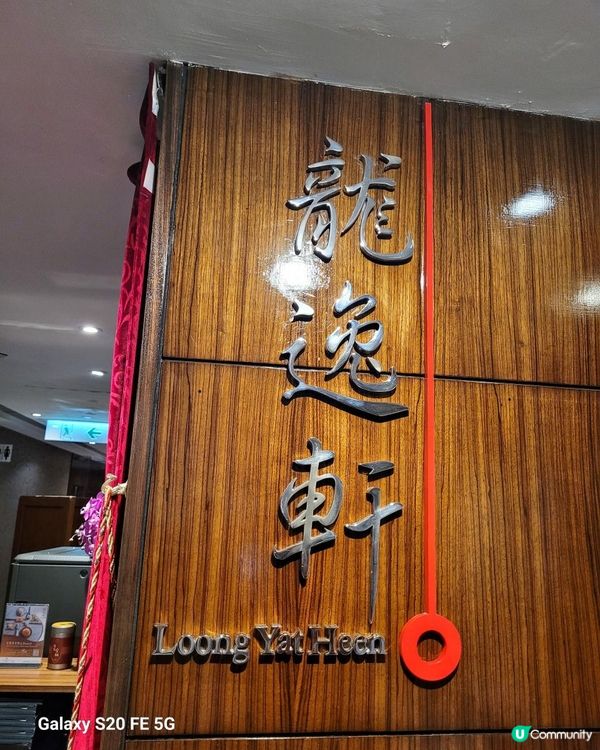 龍逸軒
Loong Yat Heen
Galaxy S20 FE 5G
U Community